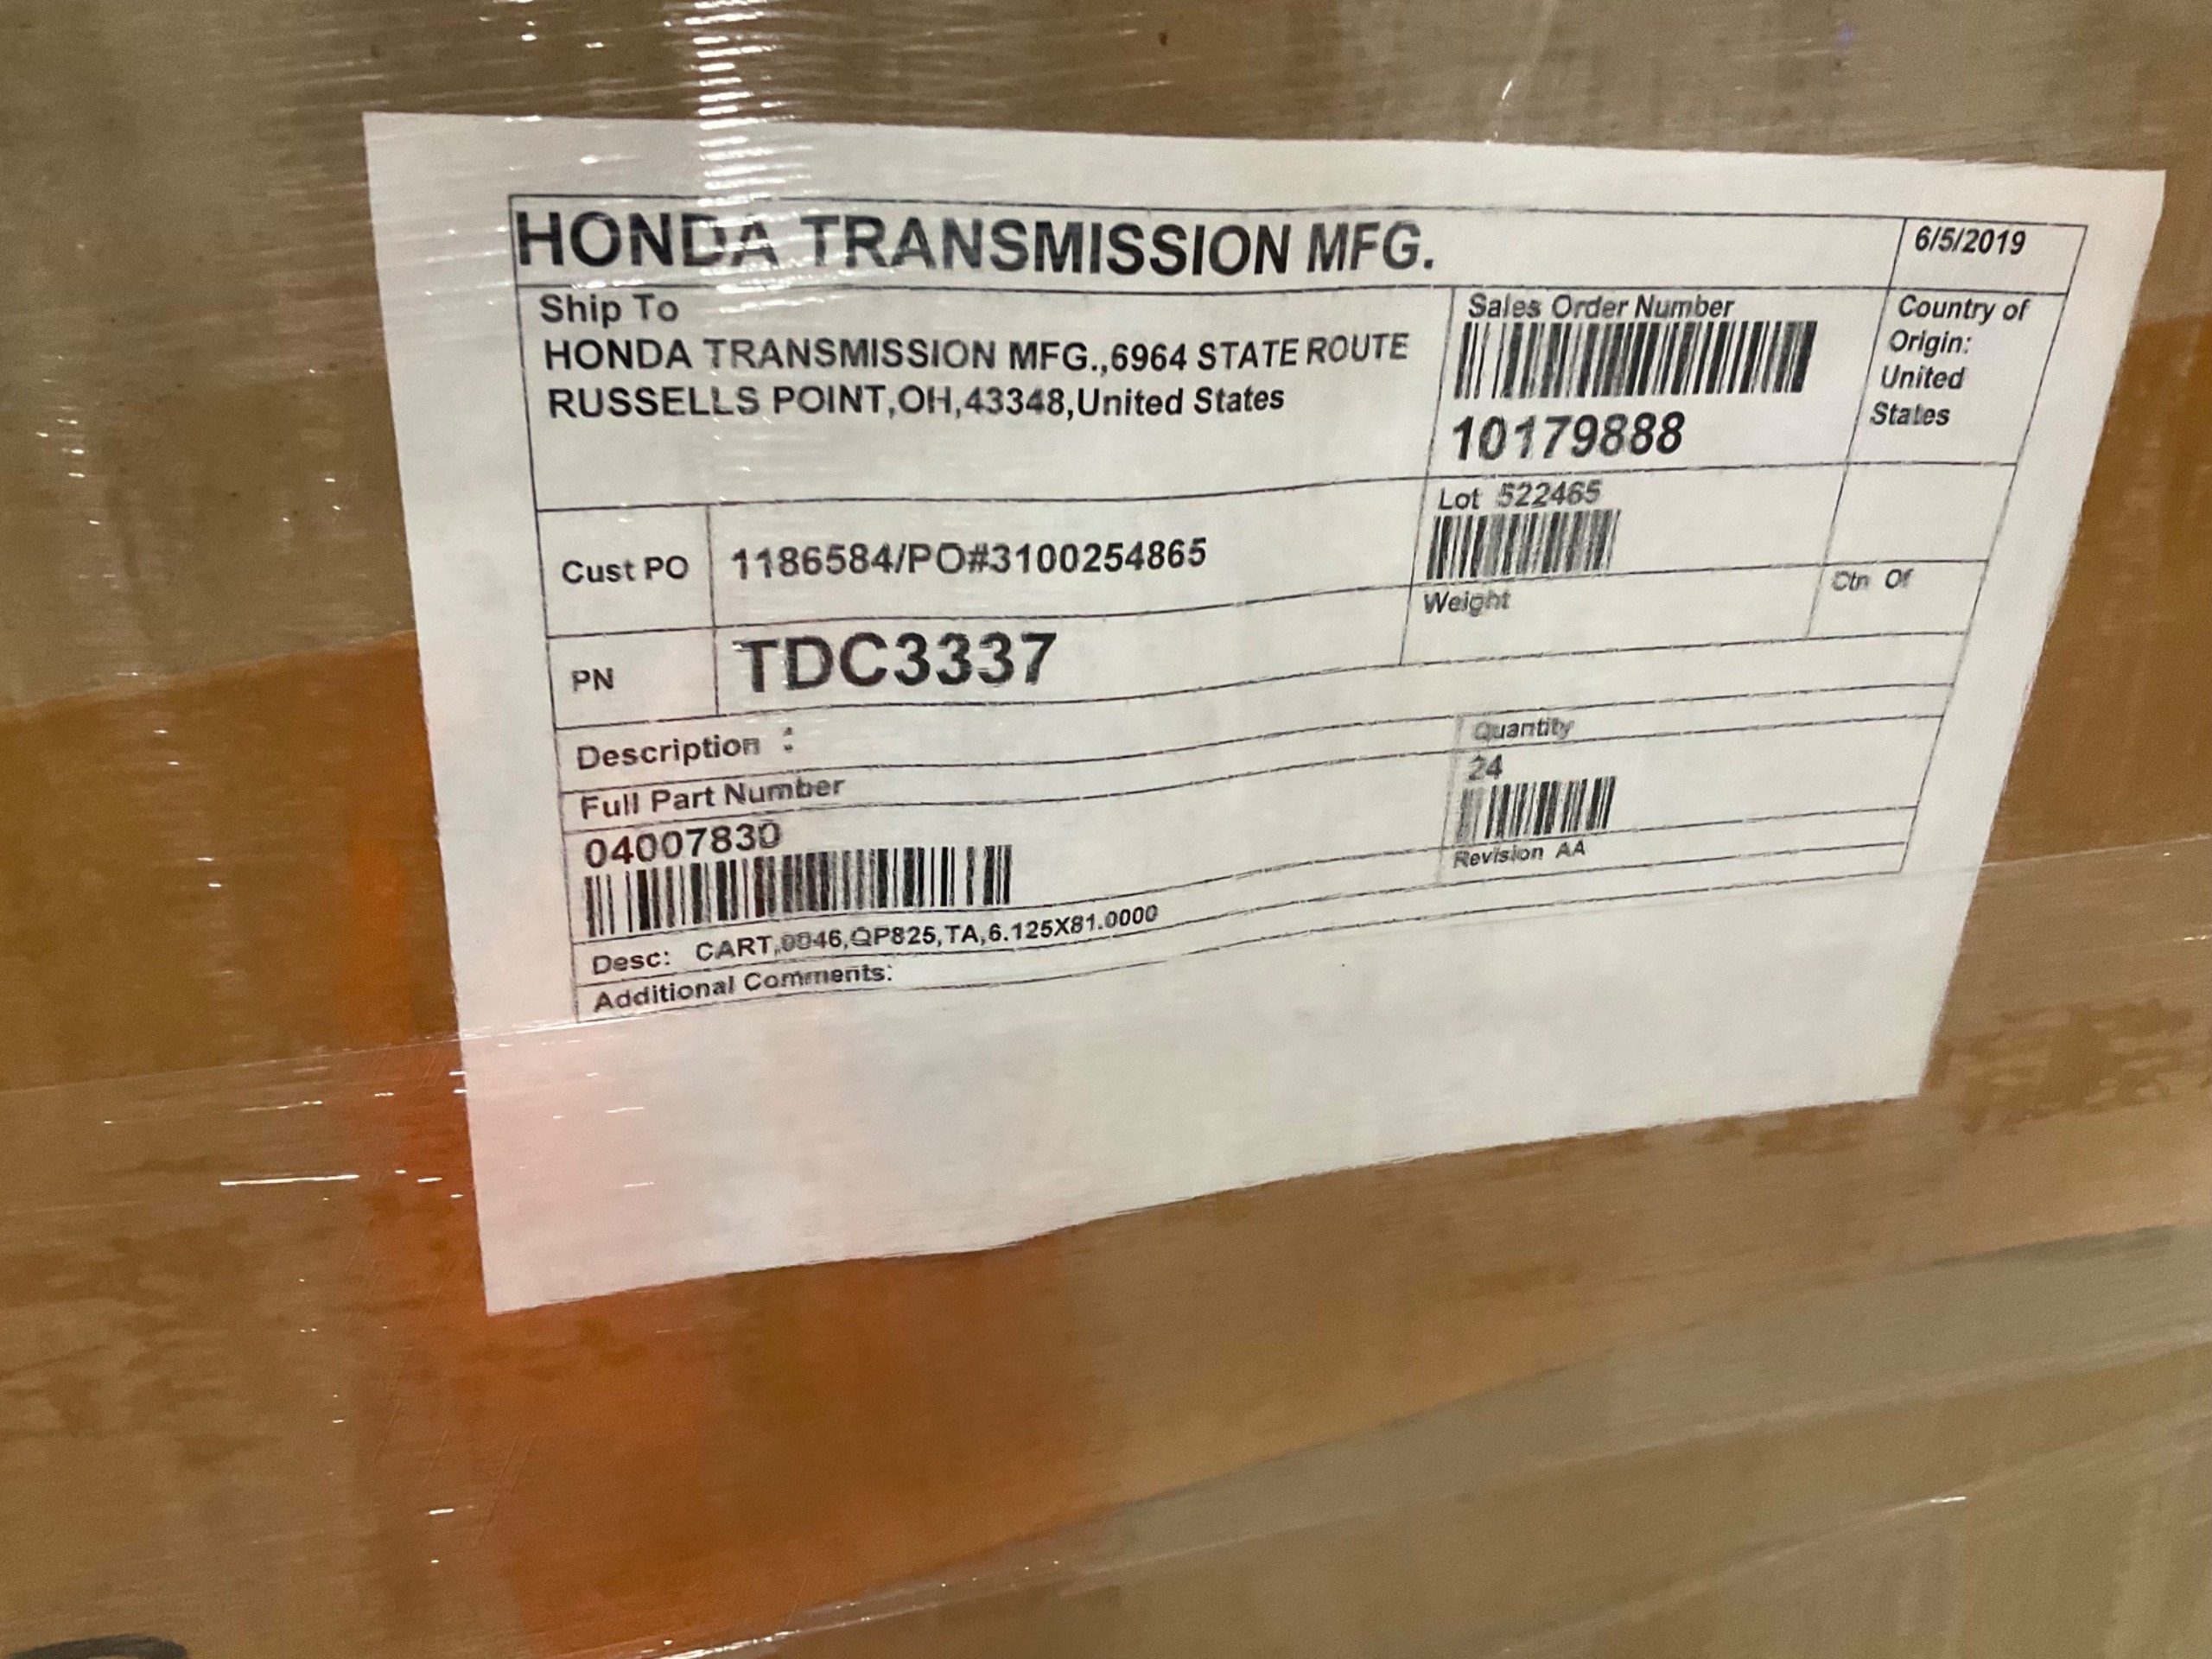 HONDA TRANSMISSION MFG.
6/5/2019
Ship To
HONDA TRANSMISSION MFG.,6964 STATE ROUTE
RUSSELLS POINT,OH,43348,United States
Sales Order Number
10179888
Country of
Origin:
United
States
Cust PO
1186584/PO#3100254865
Lot 522465
Weight
Ctn Of
PN
TDC3337
Description :
Quantity
Full Part Number
24
04007830
Revision AA
Desc: CART,0046,QP825,TA,6.125X81.0000
Additional Comments: